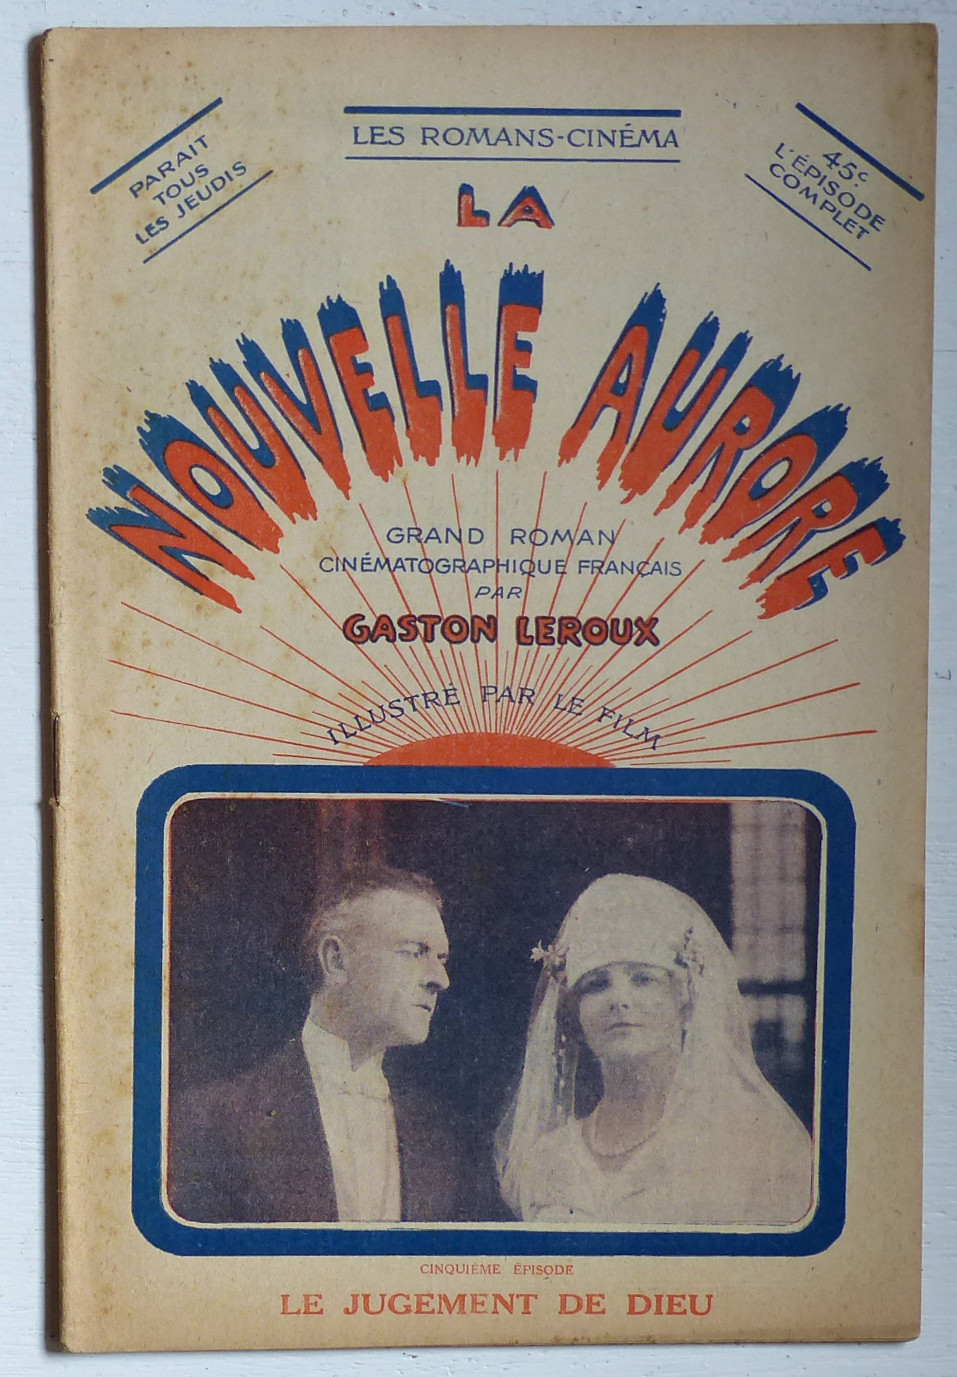 PARAIT
TOUS
LES JEUDIS
LES ROMANS-CINÉMA
45c.
L'ÉPISODE
COMPLET
LA
NOUVELLE AURORE
GRAND ROMAN
CINÉMATOGRAPHIQUE FRANÇAIS
PAR
GASTON LEROUX
ILLUSTRÉ PAR LE FILM
CINQUIÈME ÉPISODE
LE JUGEMENT DE DIEU